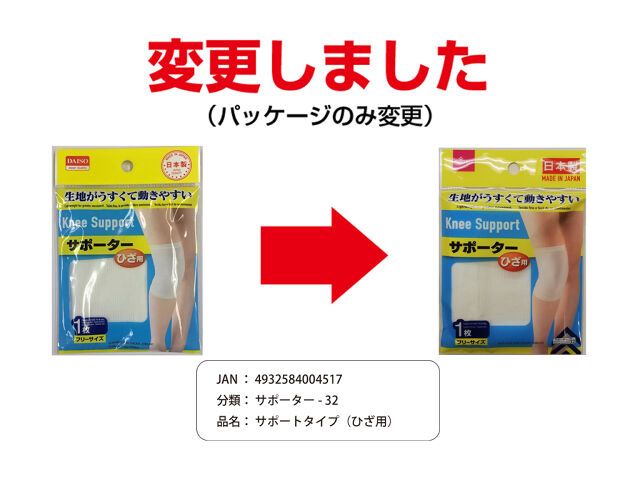 変更しました
（パッケージのみ変更）
DAISO
日本製
生地がうすくて動きやすい
Knee Support
サポーター
ひざ用
1枚
フリーサイズ
日本製
MADE IN JAPAN
生地がうすくて動きやすい
Knee Support
サポーター
ひざ用
1枚
フリーサイズ
JAN ： 4932584004517
分類： サポーター - 32
品名： サポートタイプ（ひざ用）